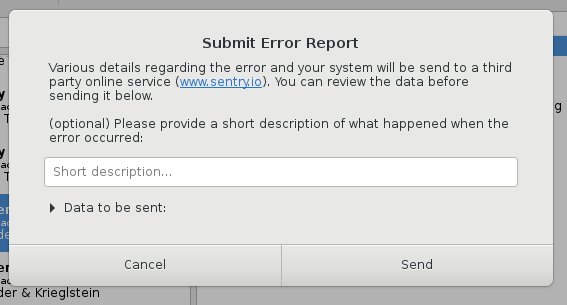 Submit Error Report
Various details regarding the error and your system will be send to a third
party online service (www.sentry.io). You can review the data before
sending it below.
(optional) Please provide a short description of what happened when the
error occurred:
Short description...
Data to be sent:
Cancel
Send
der & Krieglstein